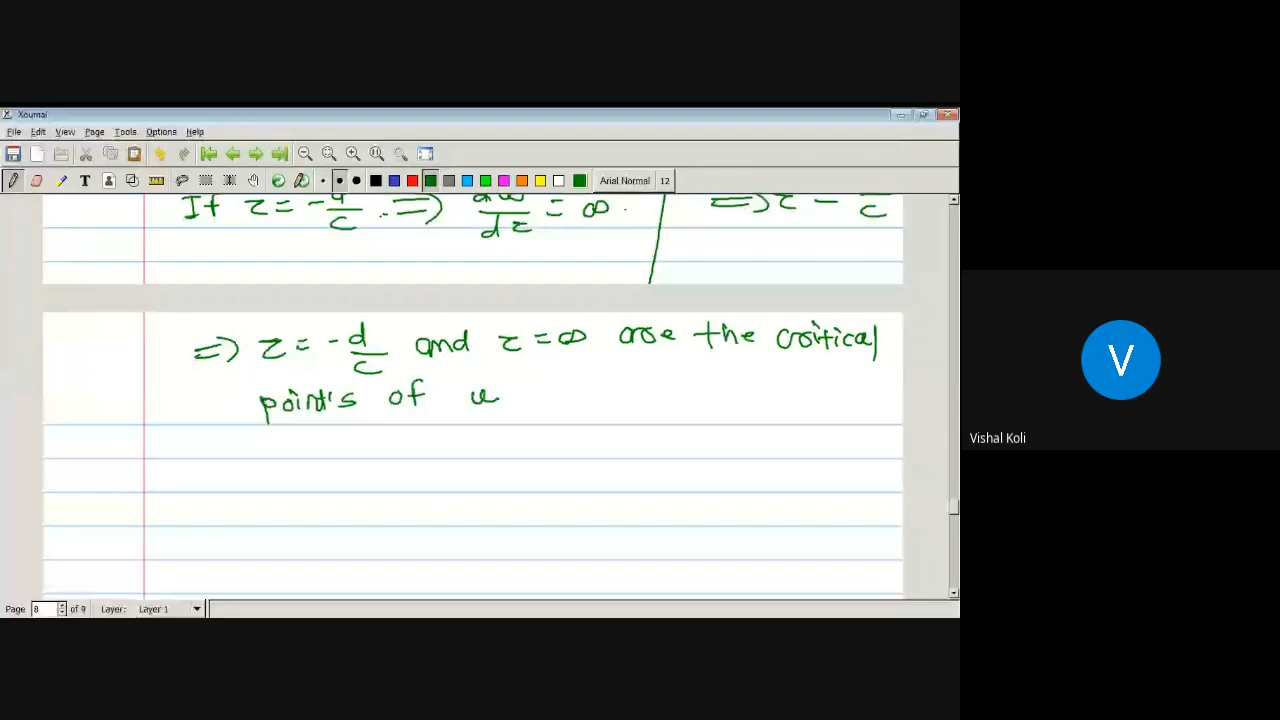 Xournal
File Edit View Page Tools Options Help
Arial Normal 12
If z = -d/c . => dw/dz = ∞ .
=> z = -d/c and z = ∞ are the critical
points of
Page 8 of 9 Layer: Layer 1
V
Vishal Koli